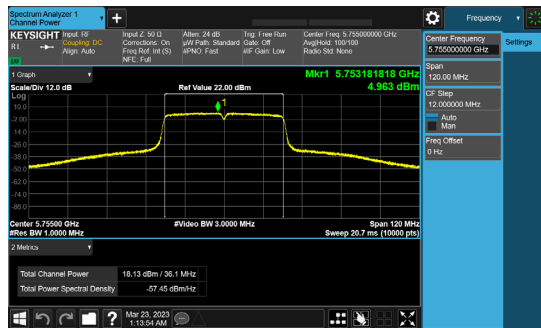 Spectrum Analyzer 1
Channel Power
+
Frequency
KEYSIGHT
R L
Input: RF
Coupling: DC
Align: Auto
Input Z: 50 Ω
Corrections: On
Freq Ref: Int (S)
NFE: Full
Atten: 24 dB
µW Path: Standard
#PNO: Fast
Trig: Free Run
Gate: Off
#IF Gain: Low
Center Freq: 5.755000000 GHz
Avg|Hold: 100/100
Radio Std: None
Center Frequency
5.755000000 GHz
Settings
Span
120.00 MHz
CF Step
12.000000 MHz
Auto
Man
Freq Offset
0 Hz
1 Graph
Mkr1 5.753181818 GHz
4.963 dBm
Scale/Div 12.0 dB
Ref Value 22.00 dBm
Log
10.0
-2.00
-14.0
-26.0
-38.0
-50.0
-62.0
-74.0
-86.0
1
Center 5.75500 GHz
#Res BW 1.0000 MHz
#Video BW 3.0000 MHz
Span 120 MHz
Sweep 20.7 ms (10000 pts)
2 Metrics
Total Channel Power 18.13 dBm / 36.1 MHz
Total Power Spectral Density -57.45 dBm/Hz
?
Mar 23, 2023
1:13:54 AM